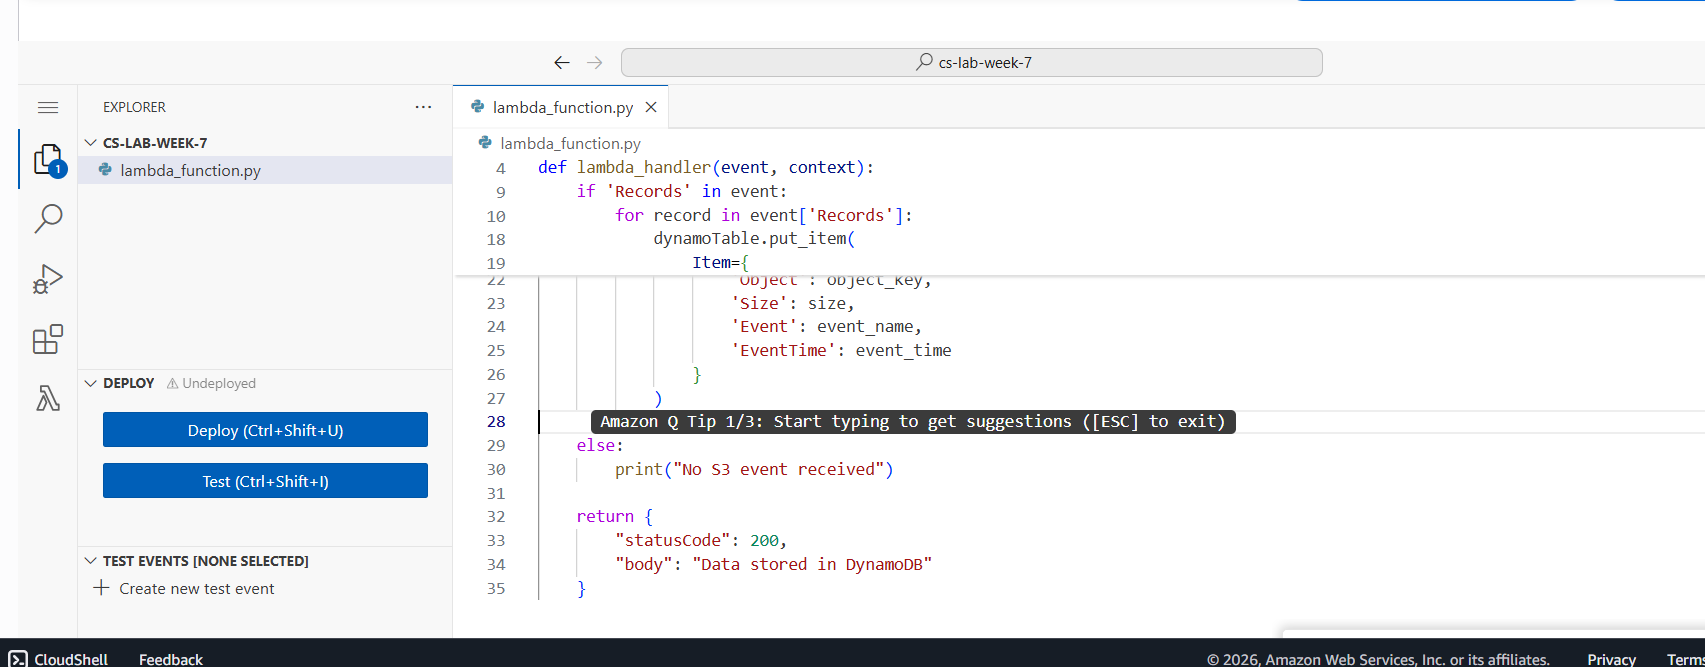 cs-lab-week-7
EXPLORER ...
CS-LAB-WEEK-7
lambda_function.py
1
DEPLOY Undeployed
Deploy (Ctrl+Shift+U)
Test (Ctrl+Shift+I)
TEST EVENTS [NONE SELECTED]
+ Create new test event
lambda_function.py ×
lambda_function.py
4 def lambda_handler(event, context):
9 if 'Records' in event:
10 for record in event['Records']:
18 dynamoTable.put_item(
19 Item={
22 'Object': object_key,
23 'Size': size,
24 'Event': event_name,
25 'EventTime': event_time
26 }
27 )
28 Amazon Q Tip 1/3: Start typing to get suggestions ([ESC] to exit)
29 else:
30 print("No S3 event received")
31
32 return {
33 "statusCode": 200,
34 "body": "Data stored in DynamoDB"
35 }
CloudShell Feedback © 2026, Amazon Web Services, Inc. or its affiliates. Privacy